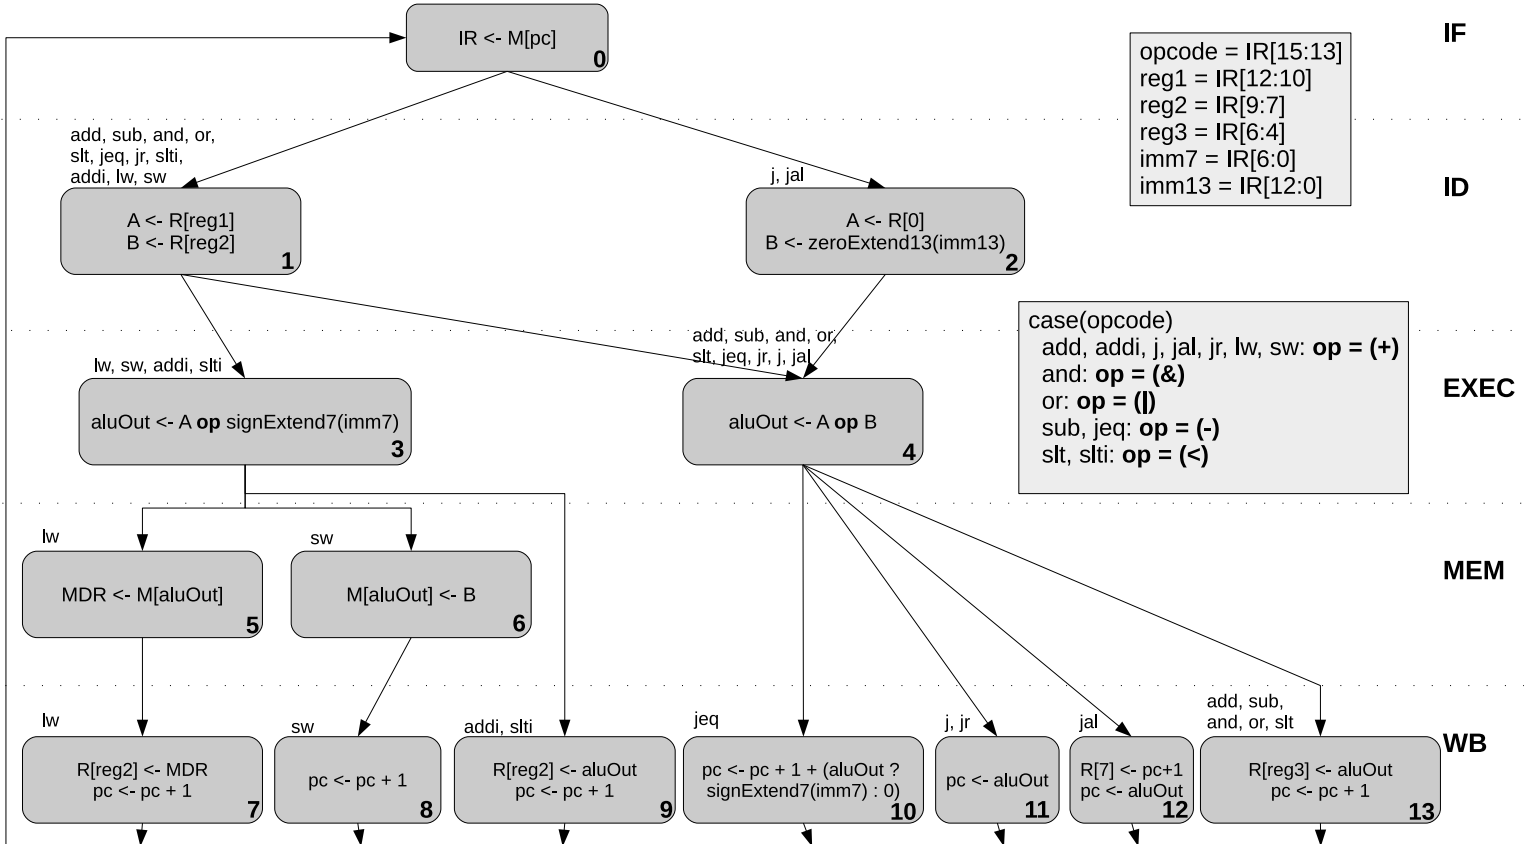 IR <- M[pc]
0
IF
opcode = IR[15:13]
reg1 = IR[12:10]
reg2 = IR[9:7]
reg3 = IR[6:4]
imm7 = IR[6:0]
imm13 = IR[12:0]
add, sub, and, or,
slt, jeq, jr, slti,
addi, lw, sw
j, jal
ID
A <- R[reg1]
B <- R[reg2]
1
A <- R[0]
B <- zeroExtend13(imm13)
2
case(opcode)
add, addi, j, jal, jr, lw, sw: op = (+)
and: op = (&)
or: op = (|)
sub, jeq: op = (-)
slt, slti: op = (<)
lw, sw, addi, slti
add, sub, and, or,
slt, jeq, jr, j, jal
EXEC
aluOut <- A op signExtend7(imm7)
3
aluOut <- A op B
4
lw
sw
MEM
MDR <- M[aluOut]
5
M[aluOut] <- B
6
lw
sw
addi, slti
jeq
j, jr
jal
add, sub,
and, or, slt
WB
R[reg2] <- MDR
pc <- pc + 1
7
pc <- pc + 1
8
R[reg2] <- aluOut
pc <- pc + 1
9
pc <- pc + 1 + (aluOut ?
signExtend7(imm7) : 0)
10
pc <- aluOut
11
R[7] <- pc+1
pc <- aluOut
12
R[reg3] <- aluOut
pc <- pc + 1
13